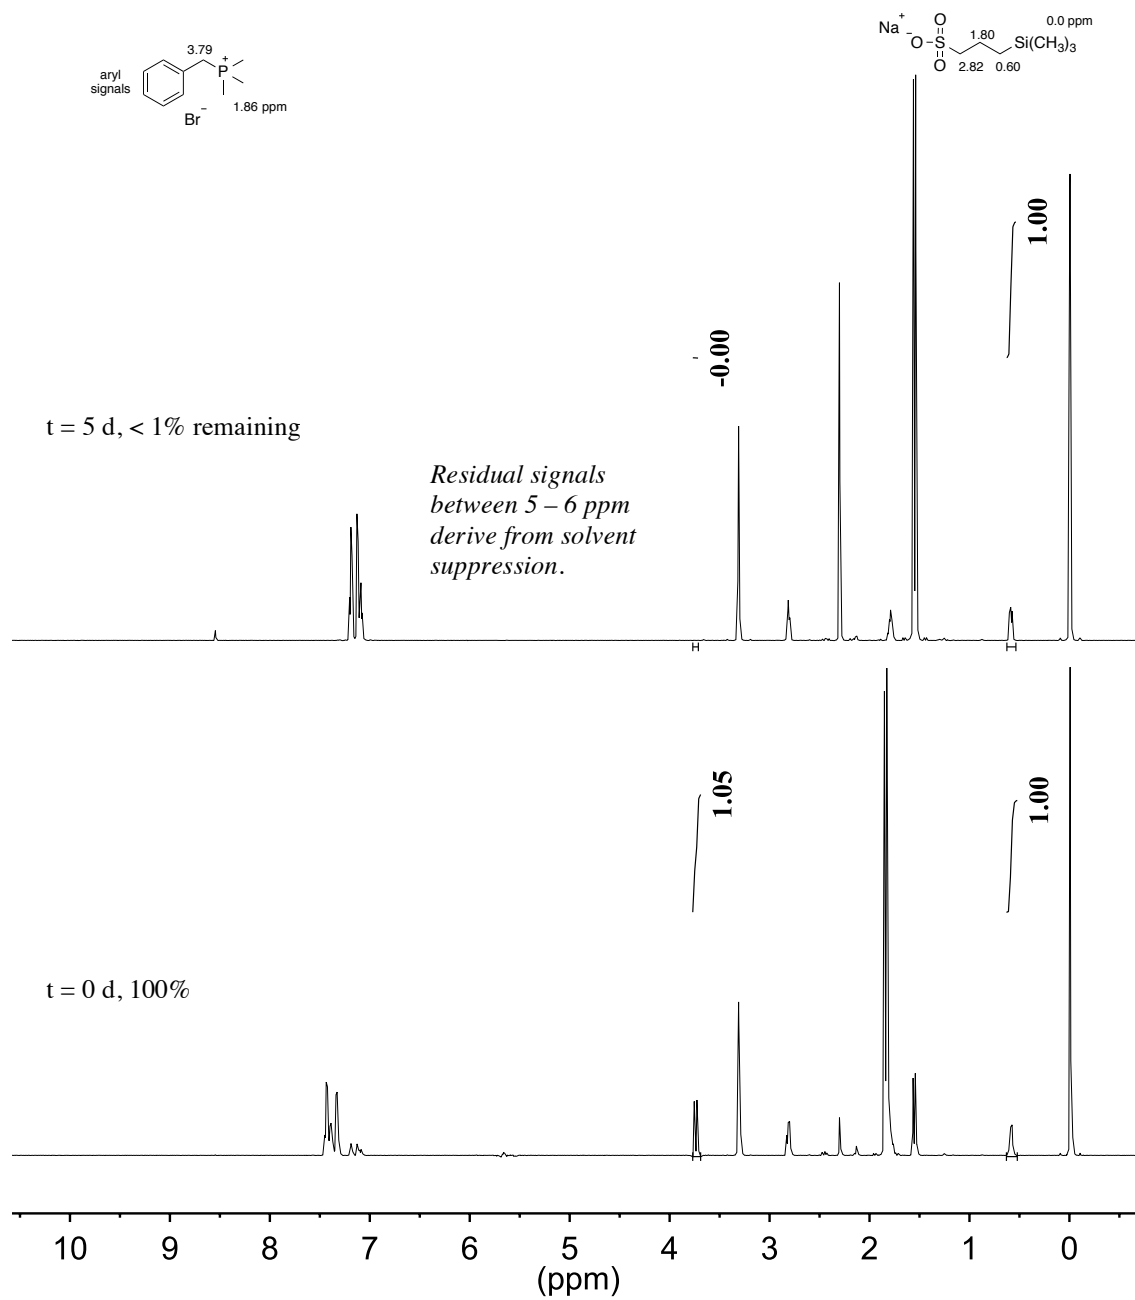 3.79
aryl
signals
P+
1.86 ppm
Br−
Na+
−O
S
O
O
1.80
Si(CH3)3
0.0 ppm
2.82
0.60
1.00
-0.00
t = 5 d, < 1% remaining
Residual signals
between 5 – 6 ppm
derive from solvent
suppression.
1.05
1.00
t = 0 d, 100%
10 9 8 7 6 5 4 3 2 1 0
(ppm)